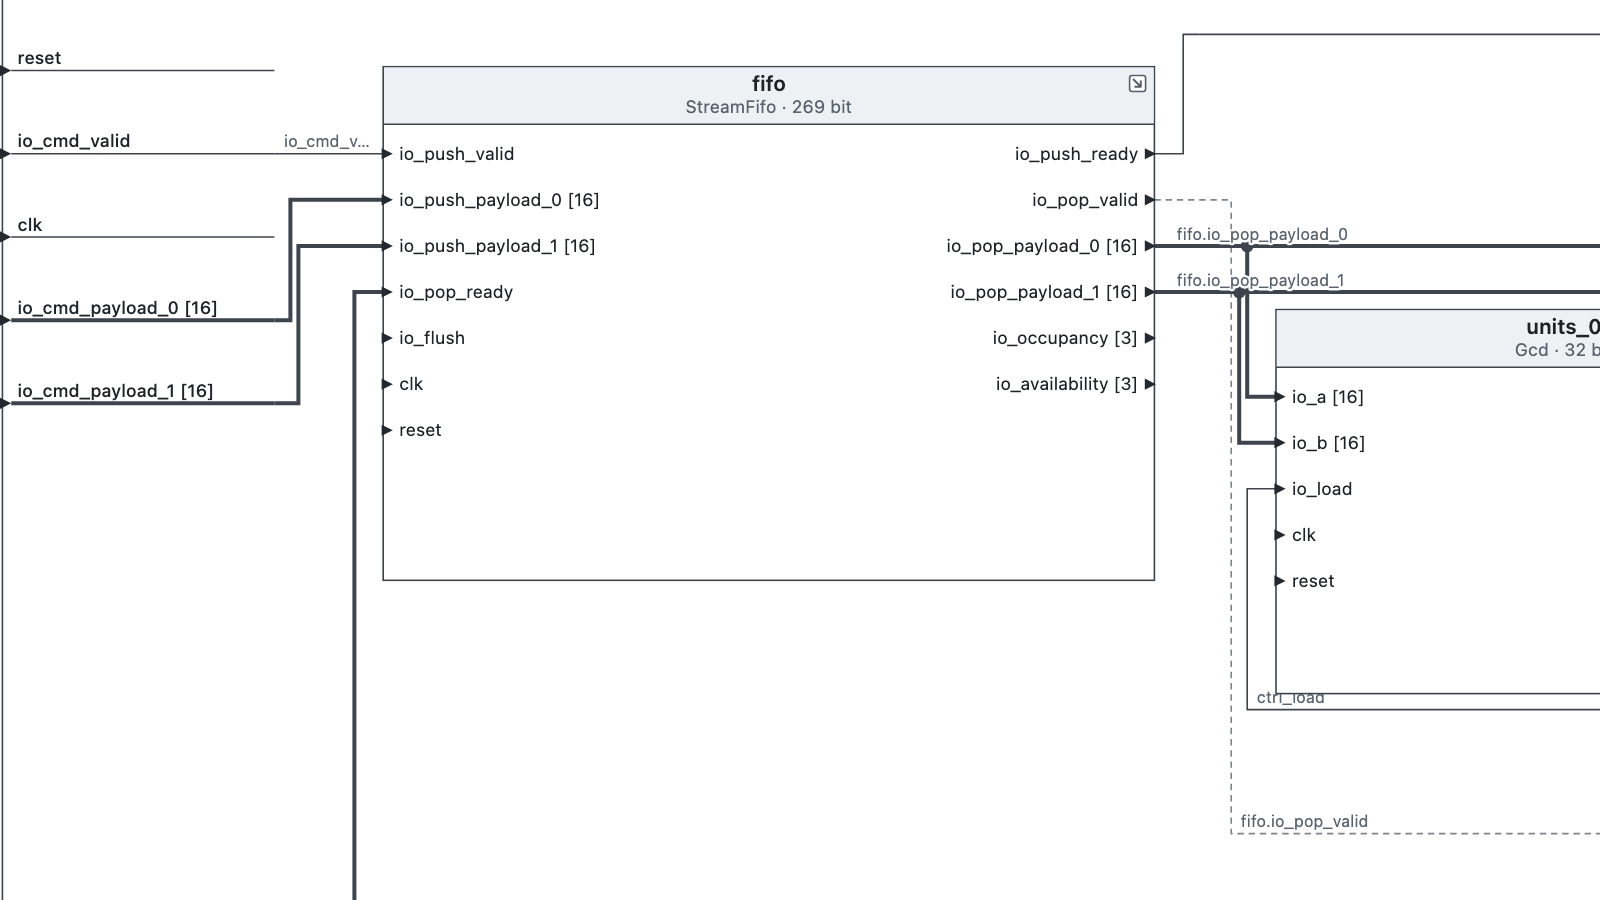 reset
io_cmd_valid
io_cmd_v...
clk
io_cmd_payload_0 [16]
io_cmd_payload_1 [16]
fifo
StreamFifo · 269 bit
io_push_valid
io_push_payload_0 [16]
io_push_payload_1 [16]
io_pop_ready
io_flush
clk
reset
io_push_ready
io_pop_valid
io_pop_payload_0 [16]
io_pop_payload_1 [16]
io_occupancy [3]
io_availability [3]
fifo.io_pop_payload_0
fifo.io_pop_payload_1
units_0
Gcd · 32 b
io_a [16]
io_b [16]
io_load
clk
reset
ctrl_load
fifo.io_pop_valid